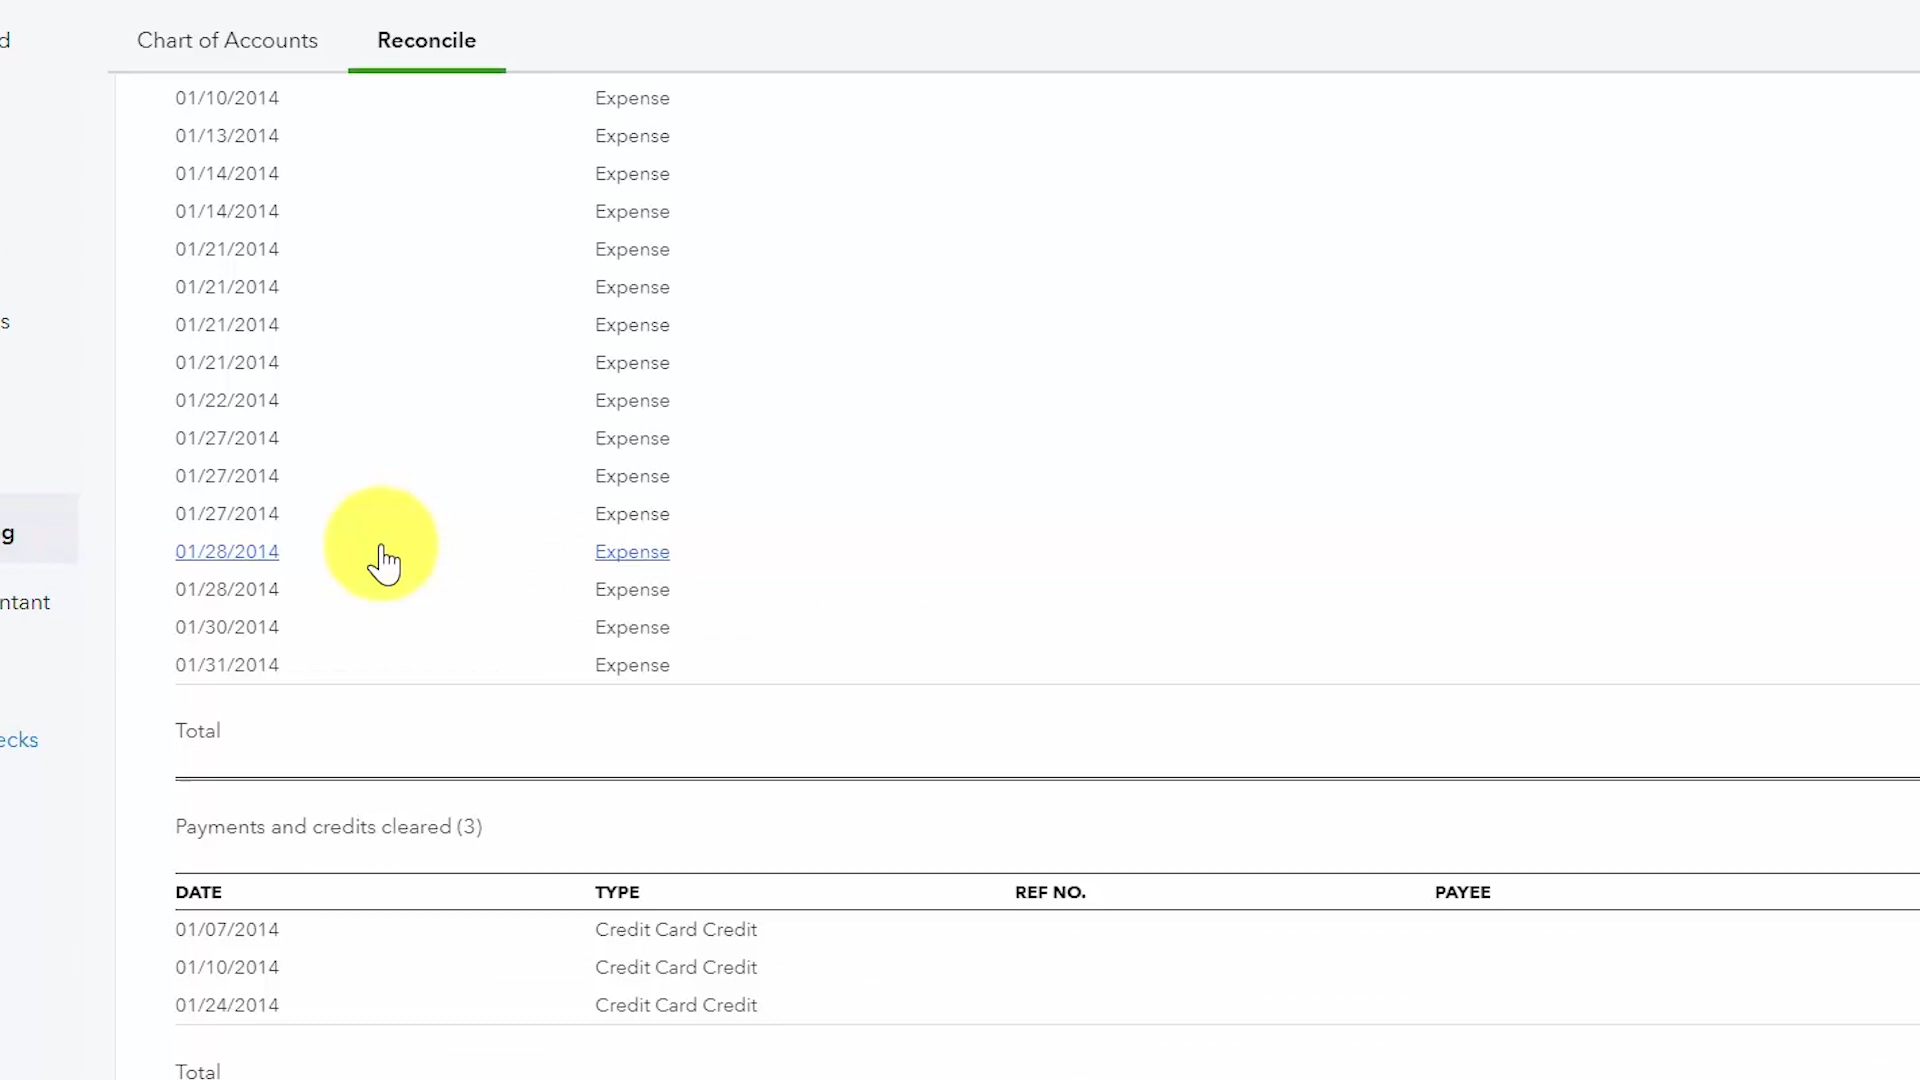 d
Chart of Accounts
Reconcile
01/10/2014 Expense
01/13/2014 Expense
01/14/2014 Expense
01/14/2014 Expense
01/21/2014 Expense
01/21/2014 Expense
s
01/21/2014 Expense
01/21/2014 Expense
01/22/2014 Expense
01/27/2014 Expense
01/27/2014 Expense
01/27/2014 Expense
g
01/28/2014 Expense
01/28/2014 Expense
ntant
01/30/2014 Expense
01/31/2014 Expense
Total
ecks
Payments and credits cleared (3)
DATE TYPE REF NO. PAYEE
01/07/2014 Credit Card Credit
01/10/2014 Credit Card Credit
01/24/2014 Credit Card Credit
Total